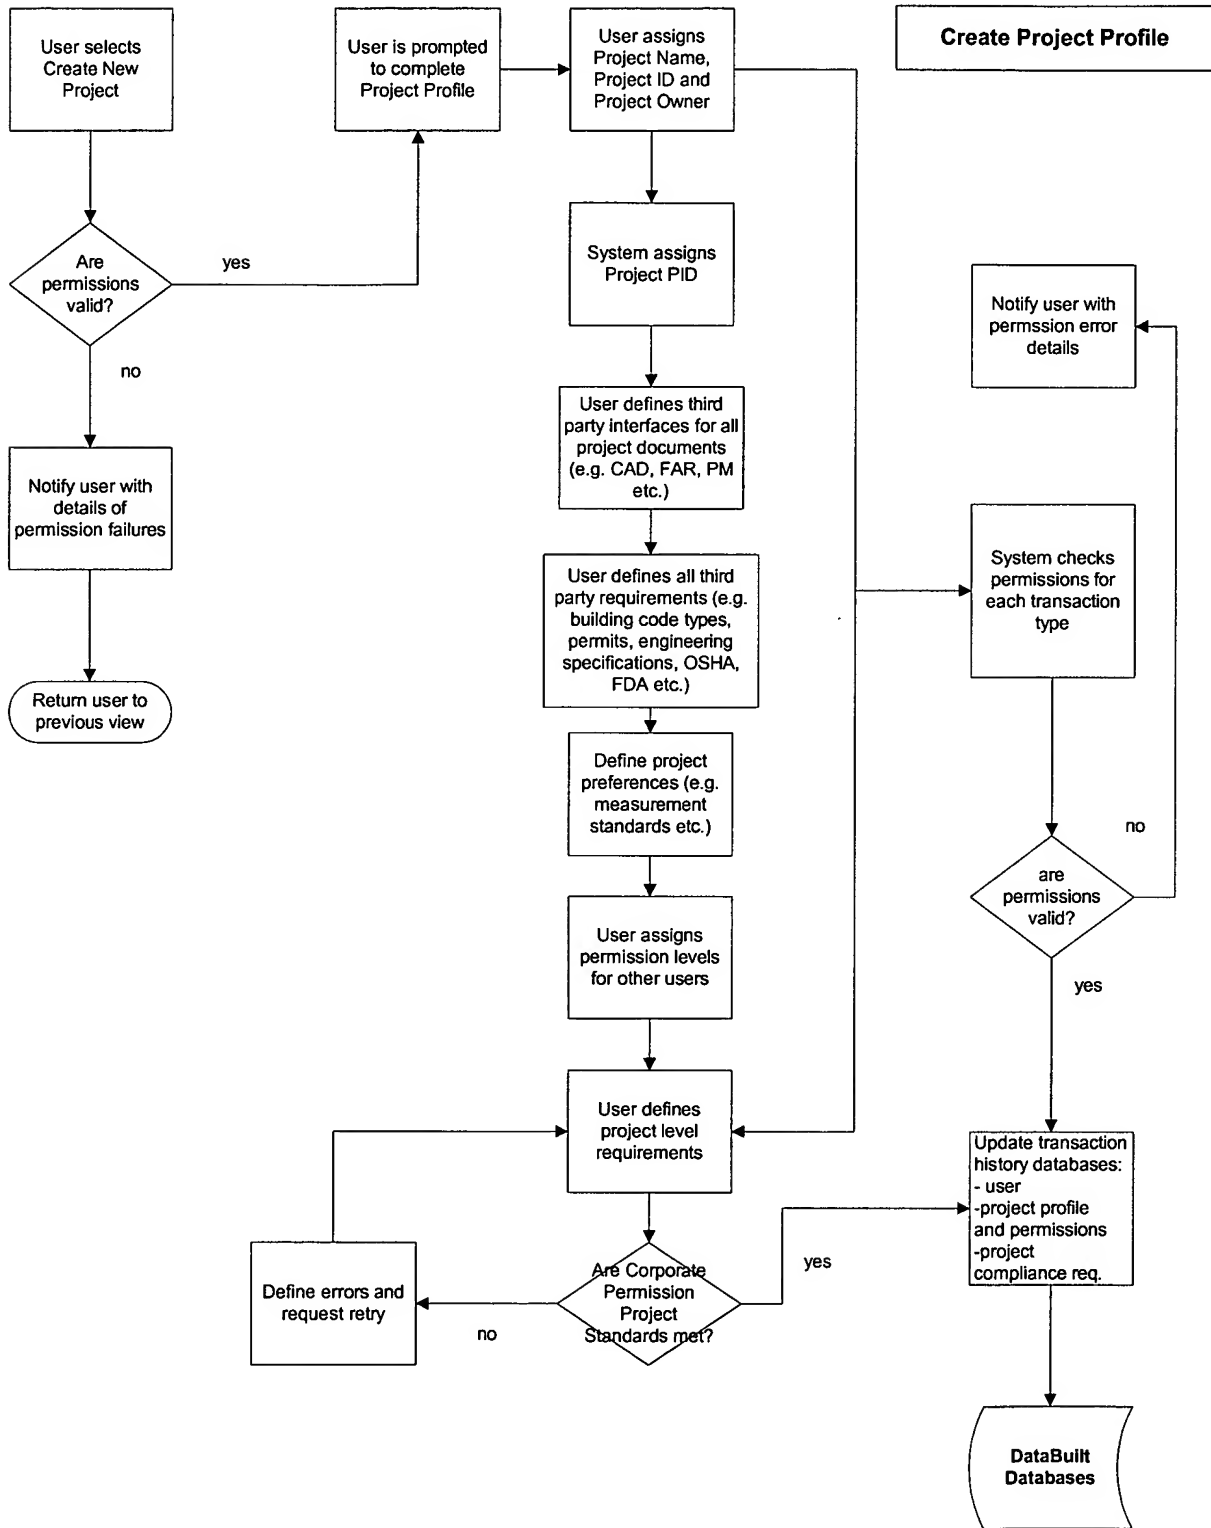 Create Project Profile
User selects
Create New
Project
User is prompted
to complete
Project Profile
User assigns
Project Name,
Project ID and
Project Owner
Are
permissions
valid?
yes
no
System assigns
Project PID
Notify user with
permssion error
details
User defines third
party interfaces for all
project documents
(e.g. CAD, FAR, PM
etc.)
Notify user with
details of
permission failures
System checks
permissions for
each transaction
type
User defines all third
party requirements (e.g.
building code types,
permits, engineering
specifications, OSHA,
FDA etc.)
Return user to
previous view
Define project
preferences (e.g.
measurement
standards etc.)
no
are
permissions
valid?
User assigns
permission levels
for other users
yes
User defines
project level
requirements
Update transaction
history databases:
- user
-project profile
and permissions
-project
compliance req.
Define errors and
request retry
no
Are Corporate
Permission
Project
Standards met?
yes
DataBuilt
Databases